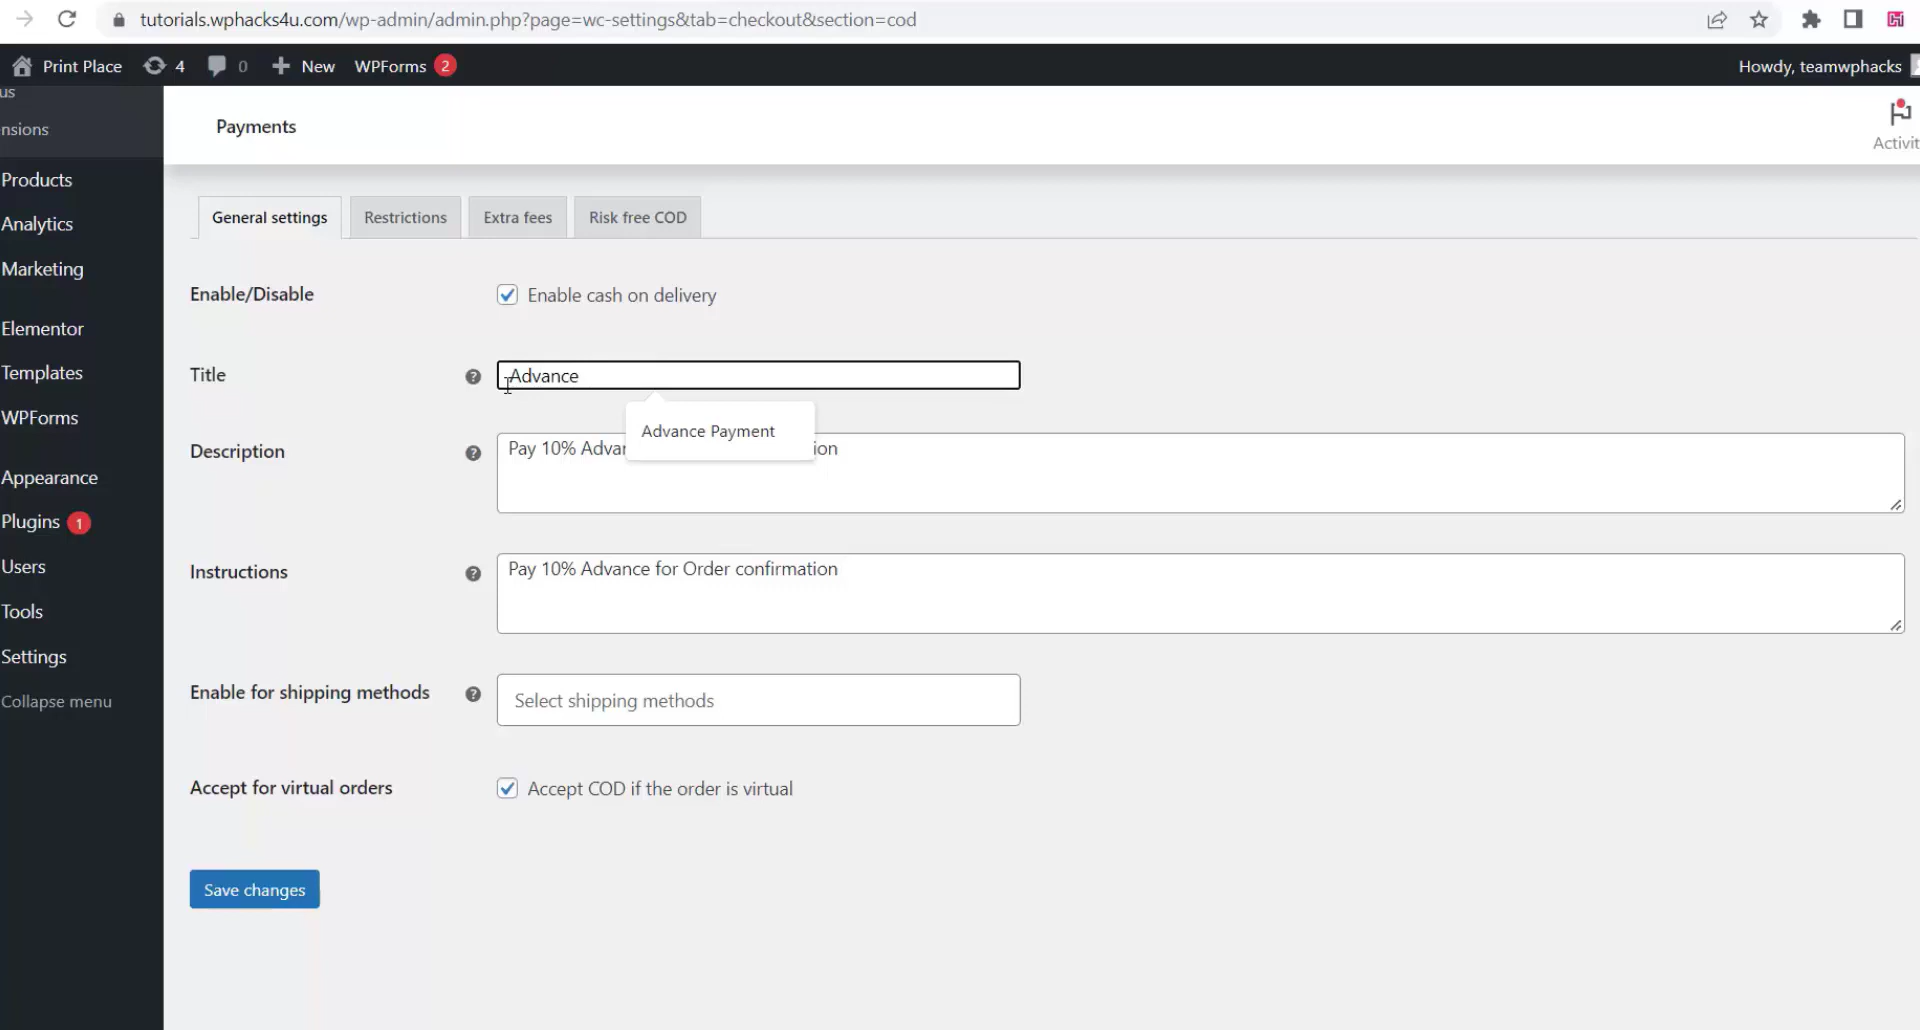 tutorials.wphacks4u.com/wp-admin/admin.php?page=wc-settings&tab=checkout&section=cod
Print Place 4 0 New WPForms 2 Howdy, teamwphacks
us
nsions
Payments
Activit
Products
Analytics
Marketing
Elementor
Templates
WPForms
Appearance
Plugins 1
Users
Tools
Settings
Collapse menu
General settings Restrictions Extra fees Risk free COD
Enable/Disable Enable cash on delivery
Title Advance
Advance Payment
Description Pay 10% Advan ion
Instructions Pay 10% Advance for Order confirmation
Enable for shipping methods Select shipping methods
Accept for virtual orders Accept COD if the order is virtual
Save changes